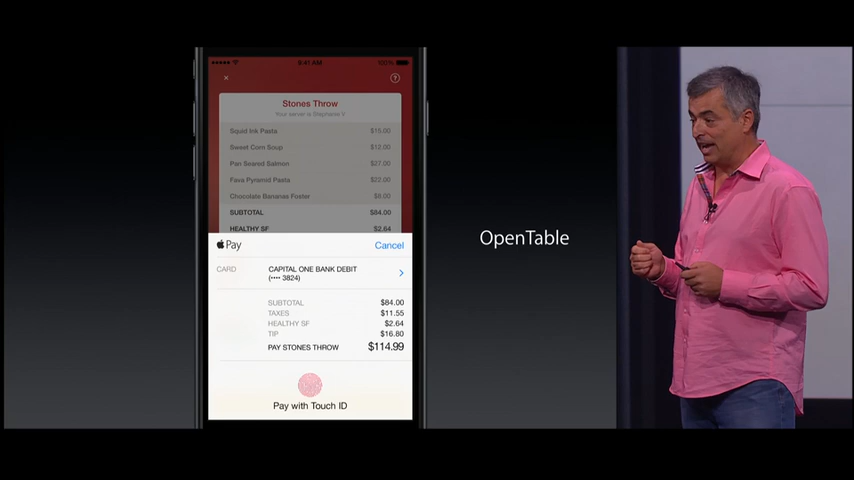 9:41 AM
100%
×
?
Stones Throw
Your server is Stephanie V
Squid Ink Pasta $15.00
Sweet Corn Soup $12.00
Pan Seared Salmon $27.00
Fava Pyramid Pasta $22.00
Chocolate Bananas Foster $8.00
SUBTOTAL $84.00
HEALTHY SF $2.64
Pay
Cancel
CARD CAPITAL ONE BANK DEBIT
(•••• 3824)
SUBTOTAL $84.00
TAXES $11.55
HEALTHY SF $2.64
TIP $16.80
PAY STONES THROW $114.99
Pay with Touch ID
OpenTable